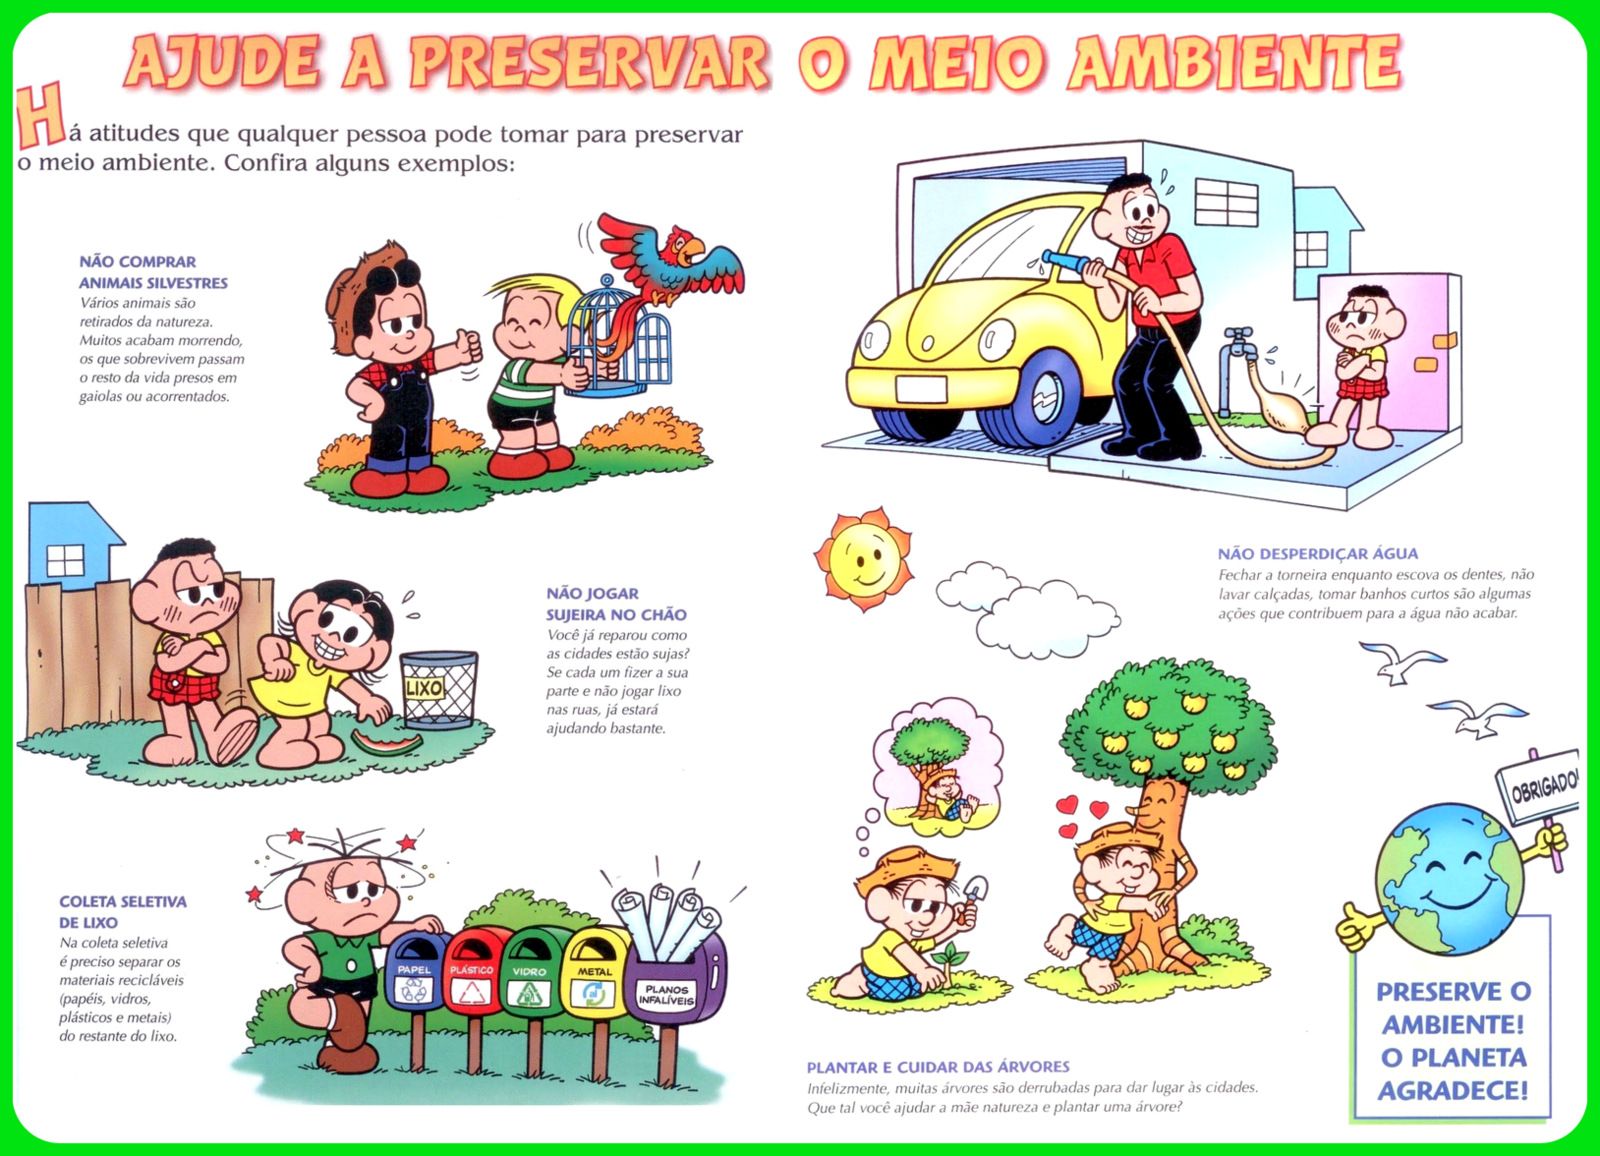 AJUDE A PRESERVAR O MEIO AMBIENTE
Há atitudes que qualquer pessoa pode tomar para preservar
o meio ambiente. Confira alguns exemplos:
NÃO COMPRAR
ANIMAIS SILVESTRES
Vários animais são
retirados da natureza.
Muitos acabam morrendo,
os que sobrevivem passam
o resto da vida presos em
gaiolas ou acorrentados.
NÃO JOGAR
SUJEIRA NO CHÃO
Você já reparou como
as cidades estão sujas?
Se cada um fizer a sua
parte e não jogar lixo
nas ruas, já estará
ajudando bastante.
LIXO
COLETA SELETIVA
DE LIXO
Na coleta seletiva
é preciso separar os
materiais recicláveis
(papéis, vidros,
plásticos e metais)
do restante do lixo.
PAPEL
PLÁSTICO
VIDRO
METAL
PLANOS
INFALÍVEIS
NÃO DESPERDIÇAR ÁGUA
Fechar a torneira enquanto escova os dentes, não
lavar calçadas, tomar banhos curtos são algumas
ações que contribuem para a água não acabar.
PLANTAR E CUIDAR DAS ÁRVORES
Infelizmente, muitas árvores são derrubadas para dar lugar às cidades.
Que tal você ajudar a mãe natureza e plantar uma árvore?
OBRIGADO!
PRESERVE O
AMBIENTE!
O PLANETA
AGRADECE!